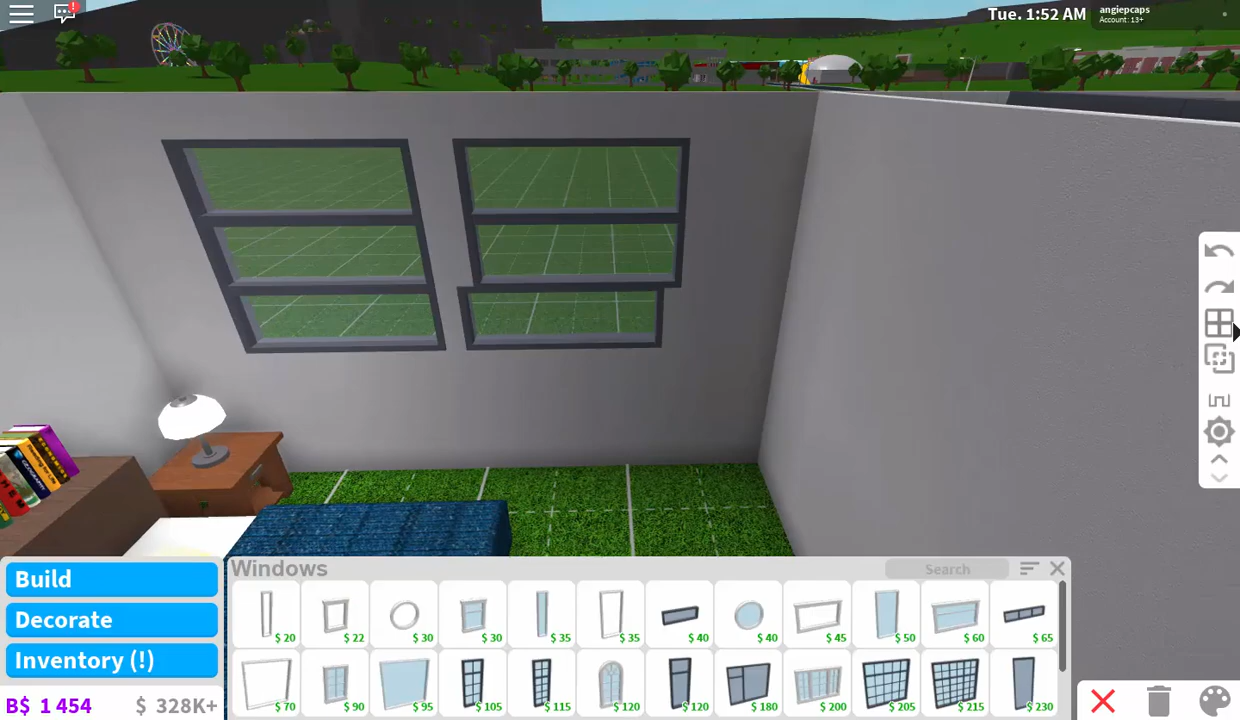 Tue. 1:52 AM
angiepcaps
Account: 13+
Build
Decorate
Inventory (!)
B$ 1 454 $ 328K+
Windows
Search
$ 20 $ 22 $ 30 $ 30 $ 35 $ 35 $ 40 $ 40 $ 45 $ 50 $ 60 $ 65
$ 70 $ 90 $ 95 $ 105 $ 115 $ 120 $ 120 $ 180 $ 200 $ 205 $ 215 $ 230